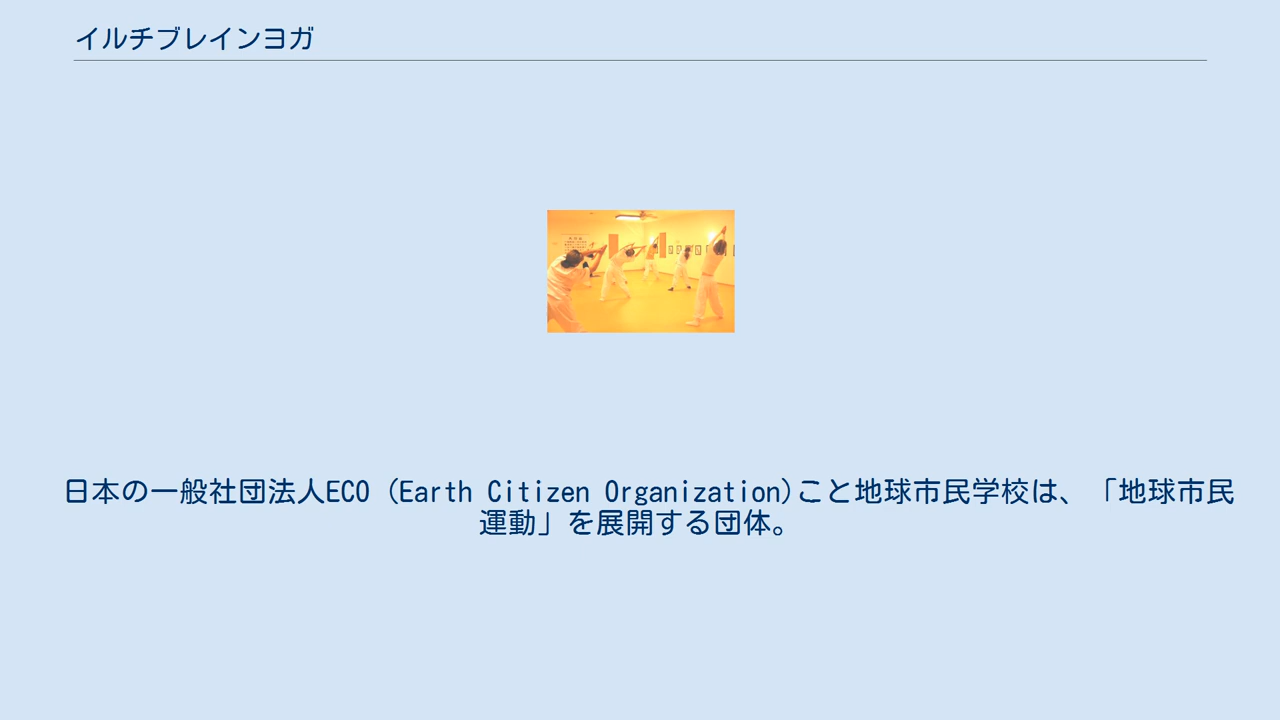 イルチブレインヨガ
日本の一般社団法人ECO (Earth Citizen Organization)こと地球市民学校は、「地球市民
運動」を展開する団体。